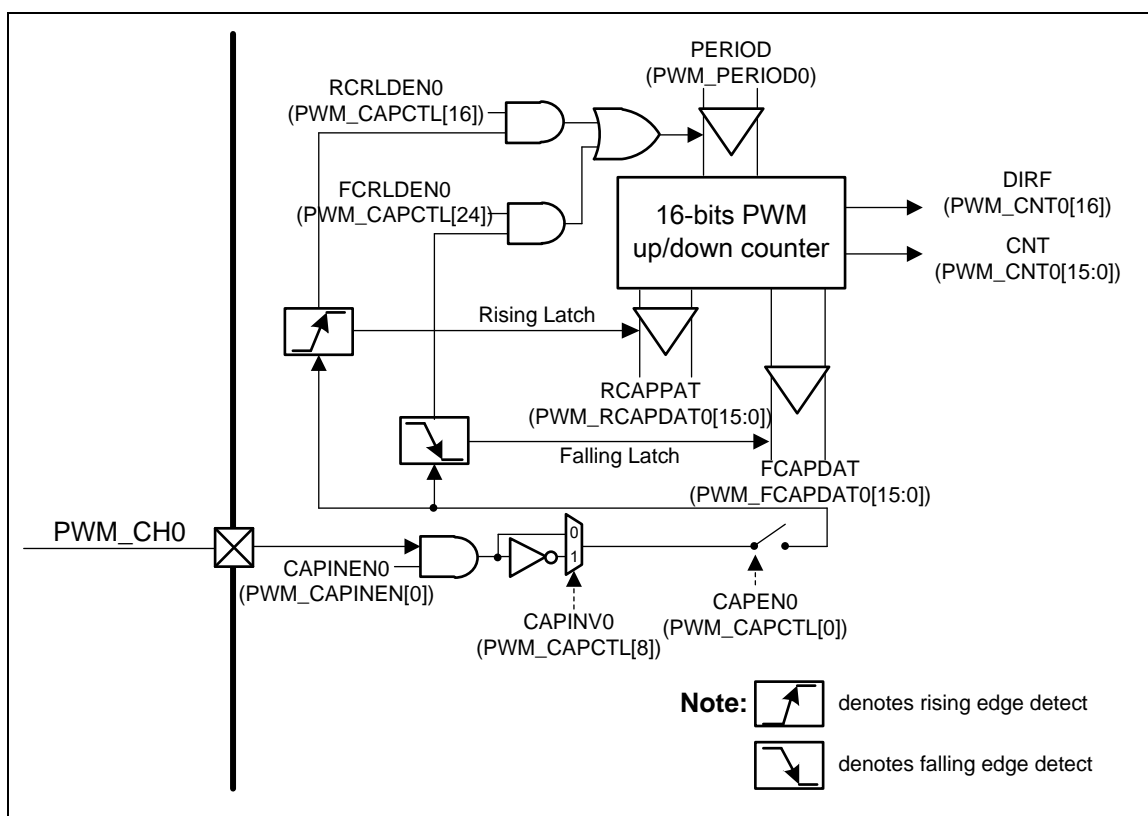 PERIOD
(PWM_PERIOD0)
RCRLDEN0
(PWM_CAPCTL[16])
FCRLDEN0
(PWM_CAPCTL[24])
16-bits PWM
up/down counter
DIRF
(PWM_CNT0[16])
CNT
(PWM_CNT0[15:0])
Rising Latch
RCAPPAT
(PWM_RCAPDAT0[15:0])
Falling Latch
FCAPDAT
(PWM_FCAPDAT0[15:0])
PWM_CH0
CAPINEN0
(PWM_CAPINEN[0])
0
1
CAPINV0
(PWM_CAPCTL[8])
CAPEN0
(PWM_CAPCTL[0])
Note:
denotes rising edge detect
denotes falling edge detect